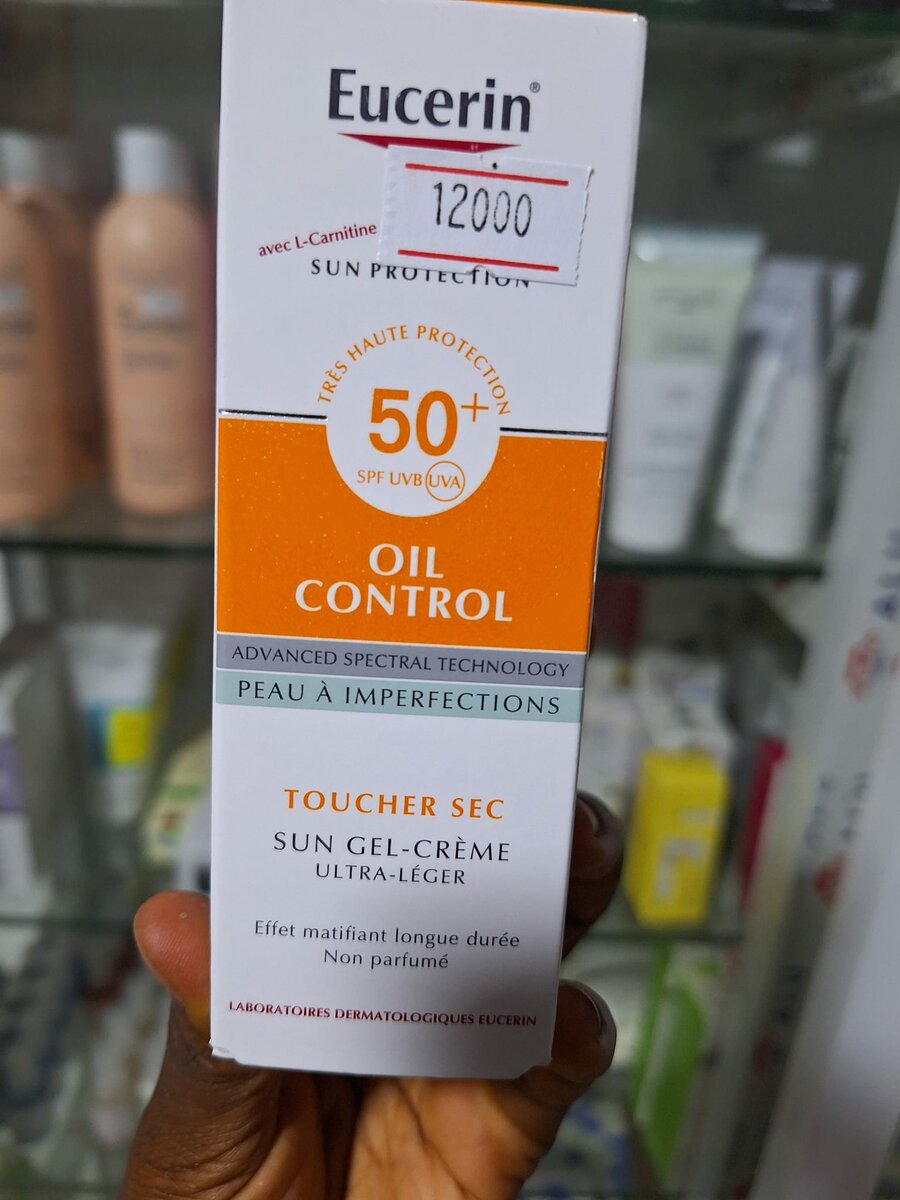 Eucerin®
12000
avec L-Carnitine
SUN PROTECTION
TRÈS HAUTE PROTECTION
50+
SPF UVB UVA
OIL
CONTROL
ADVANCED SPECTRAL TECHNOLOGY
PEAU À IMPERFECTIONS
TOUCHER SEC
SUN GEL-CRÈME
ULTRA-LÉGER
Effet matifiant longue durée
Non parfumé
LABORATOIRES DERMATOLOGIQUES EUCERIN